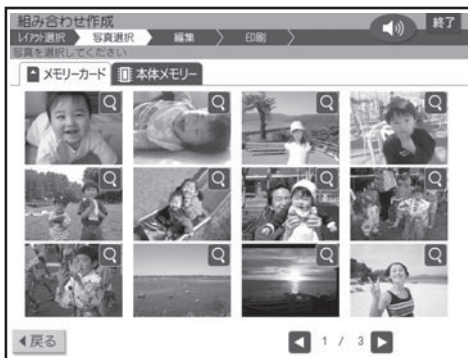 組み合わせ作成
終了
レイアウト選択 写真選択 編集 印刷
写真を選択してください
メモリーカード 本体メモリー
戻る 1 / 3